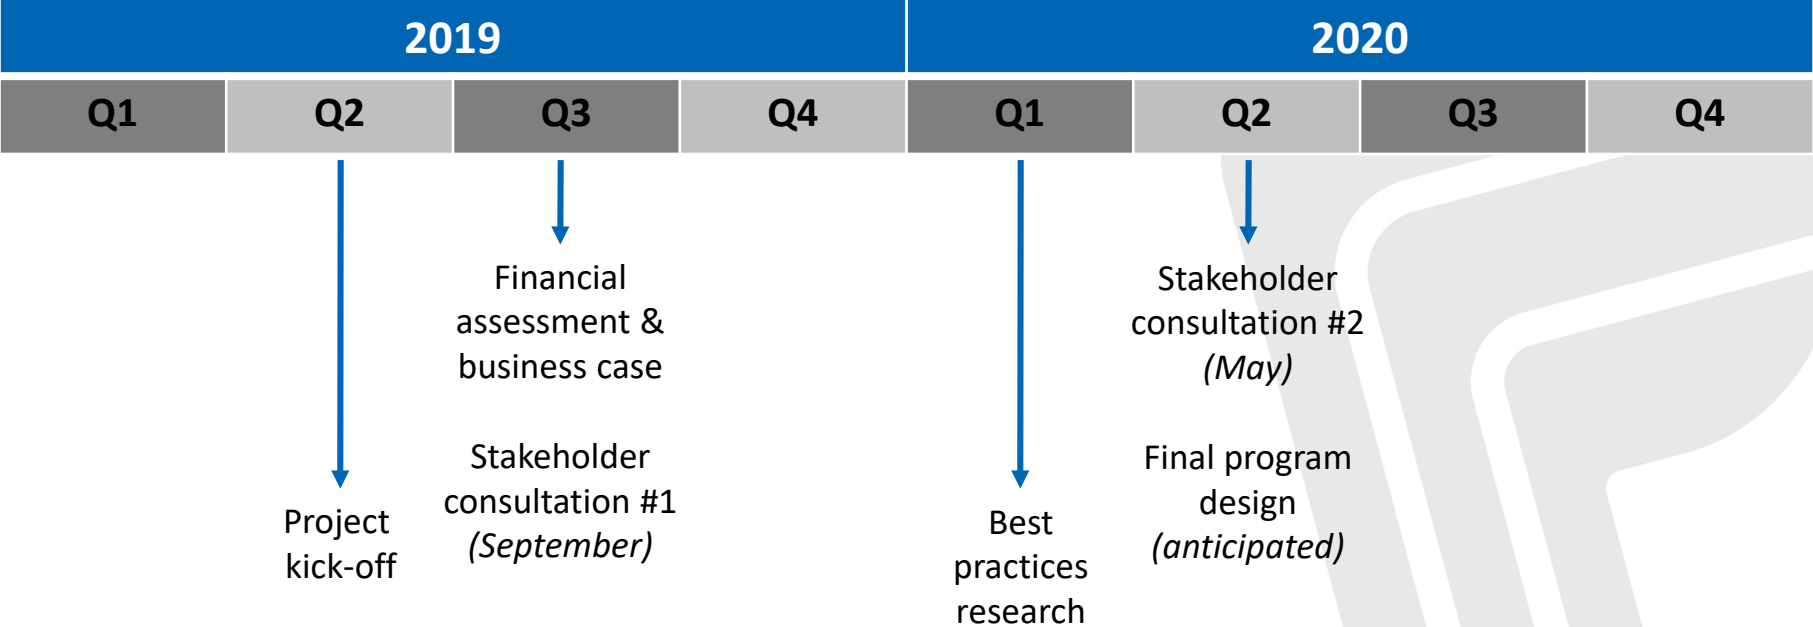 2019
2020
Q1
Q2
Q3
Q4
Q1
Q2
Q3
Q4
Project
kick-off
Financial
assessment &
business case
Stakeholder
consultation #1
(September)
Best
practices
research
Stakeholder
consultation #2
(May)
Final program
design
(anticipated)